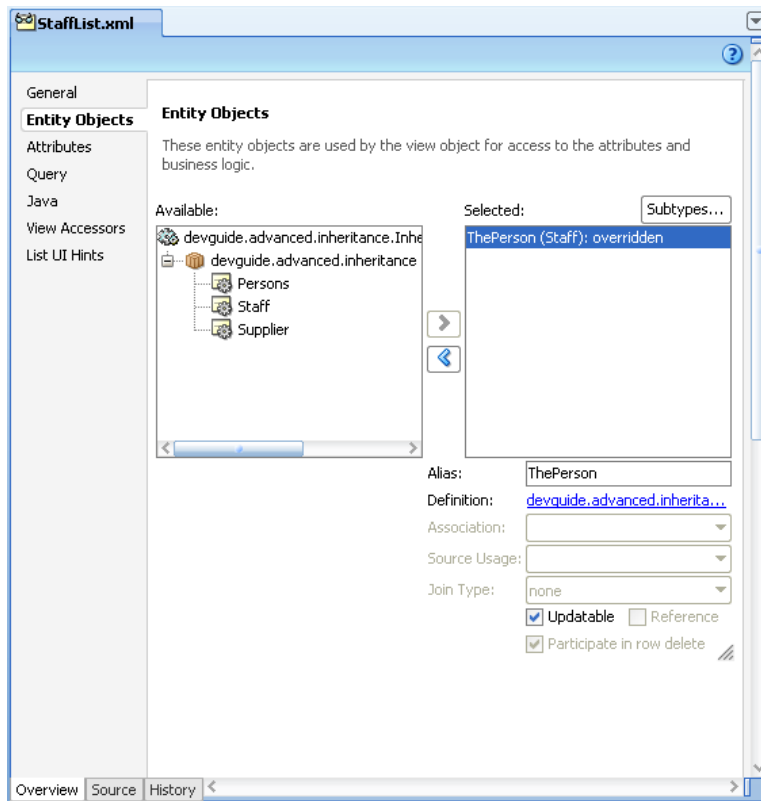 StaffList.xml
General
Entity Objects
Attributes
Query
Java
View Accessors
List UI Hints
Entity Objects
These entity objects are used by the view object for access to the attributes and
business logic.
Available:
devguide.advanced.inheritance.Inhe
devguide.advanced.inheritance
Persons
Staff
Supplier
Selected:
Subtypes...
ThePerson (Staff): overridden
Alias: ThePerson
Definition: devguide.advanced.inherita...
Association:
Source Usage:
Join Type: none
Updatable Reference
Participate in row delete
Overview Source History